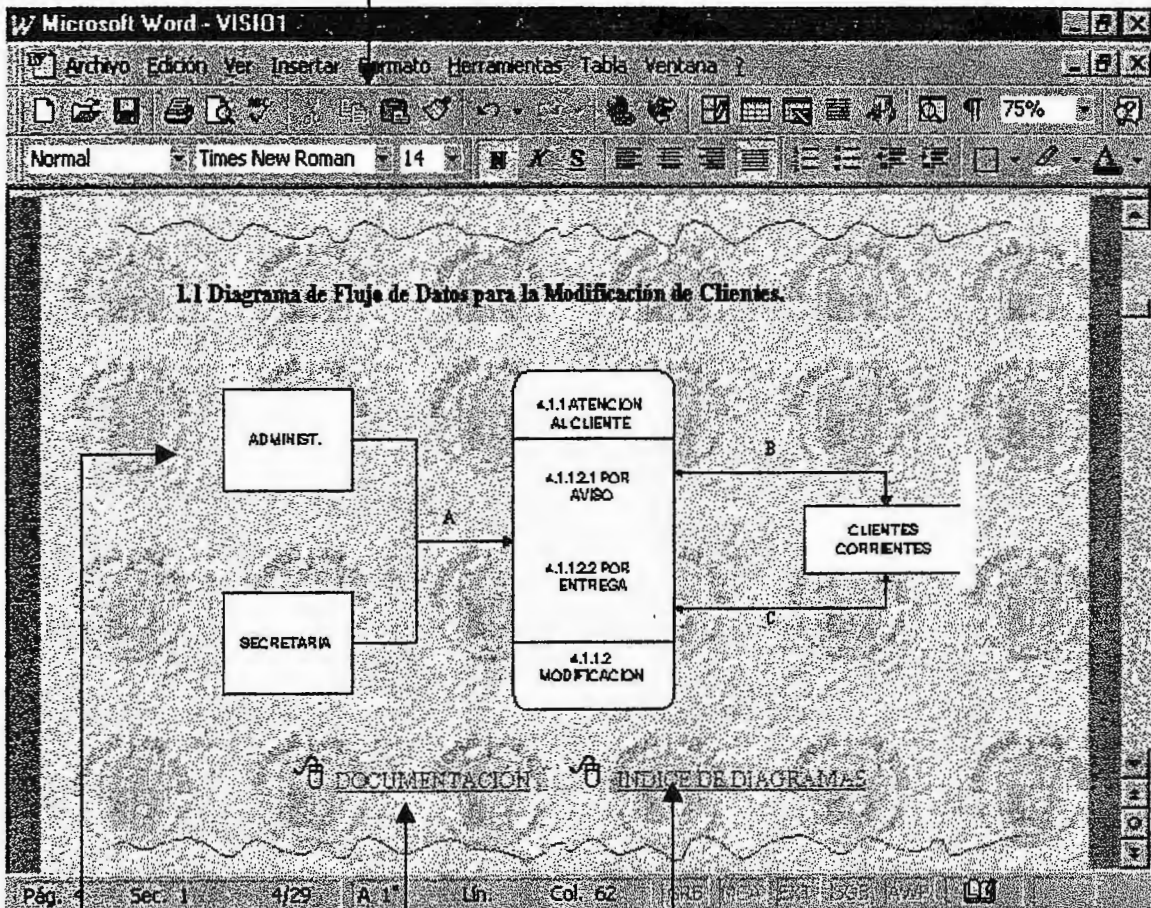 Microsoft Word - VISIO1
Archivo Edición Ver Insertar Formato Herramientas Tabla Ventana ?
75%
Normal Times New Roman 14 N K S
1.1 Diagrama de Flujo de Datos para la Modificación de Clientes.
ADMINIST.
SECRETARIA
A
4.1.1 ATENCION
AL CLIENTE
4.1.1.2.1 POR
AVISO
4.1.1.2.2 POR
ENTREGA
4.1.1.2
MODIFICACION
B
C
CLIENTES
CORRIENTES
DOCUMENTACIÓN INDICE DE DIAGRAMAS
Pág. Sec. 1 4/29 A 1" Lín. Col. 62